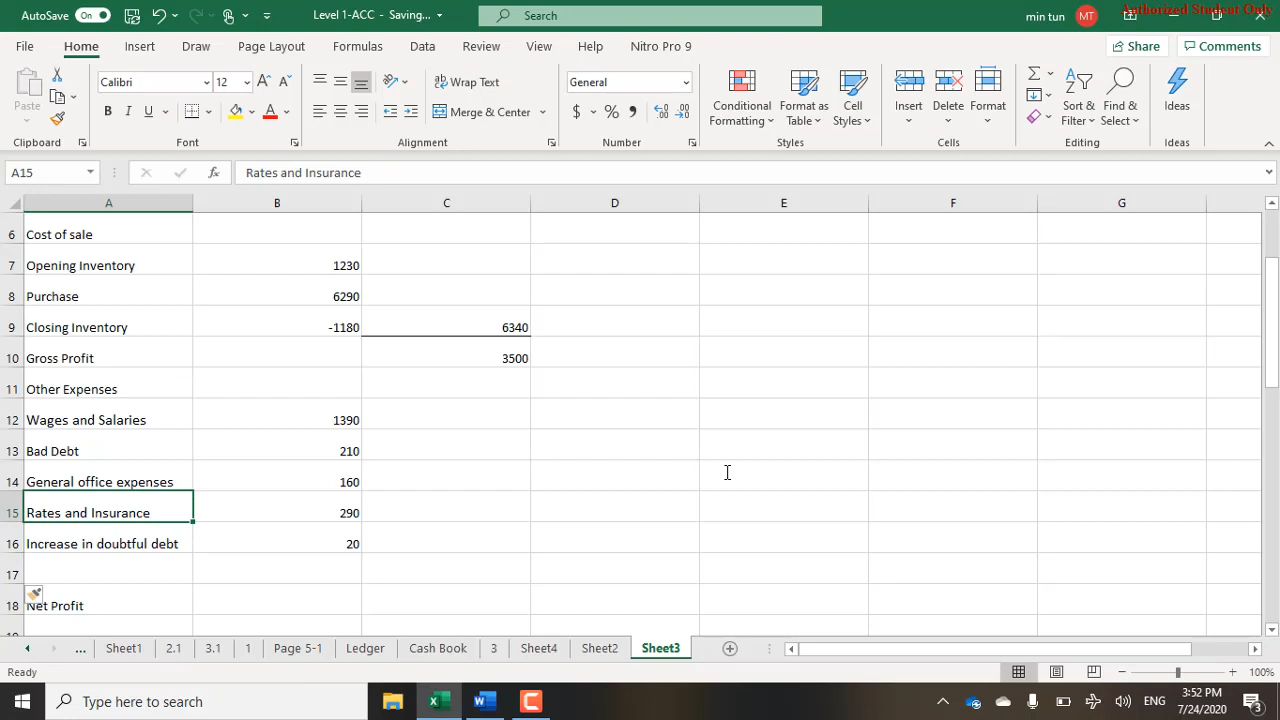 AutoSave On Level 1-ACC - Saving... Search min tun MT Authorized Student Only
File Home Insert Draw Page Layout Formulas Data Review View Help Nitro Pro 9 Share Comments
Paste Calibri 12 Wrap Text General Conditional Formatting Format as Table Cell Styles Insert Delete Format Sort & Filter Find & Select Ideas
B I U Merge & Center $ %
Clipboard Font Alignment Number Styles Cells Editing Ideas
A15 fx Rates and Insurance
A B C D E F G
6 Cost of sale
7 Opening Inventory 1230
8 Purchase 6290
9 Closing Inventory -1180 6340
10 Gross Profit 3500
11 Other Expenses
12 Wages and Salaries 1390
13 Bad Debt 210
14 General office expenses 160
15 Rates and Insurance 290
16 Increase in doubtful debt 20
17
18 Net Profit
... Sheet1 2.1 3.1 1 Page 5-1 Ledger Cash Book 3 Sheet4 Sheet2 Sheet3
Ready 100%
Type here to search ENG 3:52 PM
7/24/2020 3